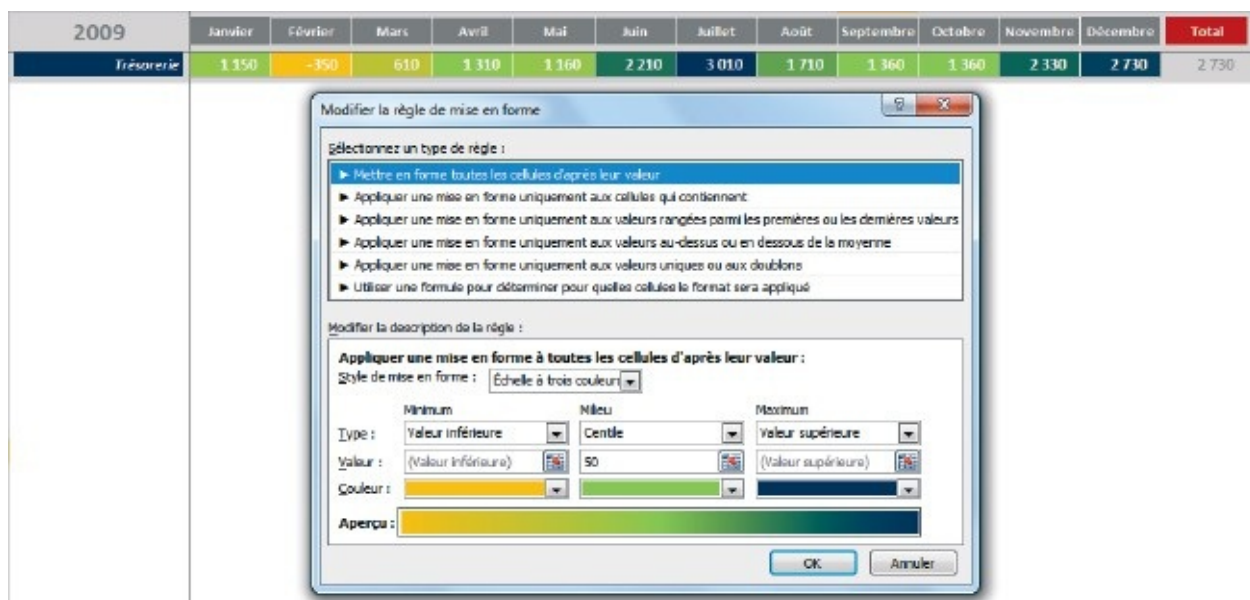 2009 Janvier Février Mars Avril Mai Juin Juillet Août Septembre Octobre Novembre Décembre Total
Trésorerie 1 150 -350 610 1 310 1 160 2 210 3 010 1 710 1 360 1 360 2 330 2 730 2 730
Modifier la règle de mise en forme
Sélectionnez un type de règle :
► Mettre en forme toutes les cellules d'après leur valeur
► Appliquer une mise en forme uniquement aux cellules qui contiennent
► Appliquer une mise en forme uniquement aux valeurs rangées parmi les premières ou les dernières valeurs
► Appliquer une mise en forme uniquement aux valeurs au-dessus ou en dessous de la moyenne
► Appliquer une mise en forme uniquement aux valeurs uniques ou aux doublons
► Utiliser une formule pour déterminer pour quelles cellules le format sera appliqué
Modifier la description de la règle :
Appliquer une mise en forme à toutes les cellules d'après leur valeur :
Style de mise en forme : Échelle à trois couleurs
Minimum Milieu Maximum
Type : Valeur inférieure Centile Valeur supérieure
Valeur : (Valeur inférieure) 50 (Valeur supérieure)
Couleur :
Aperçu :
OK Annuler